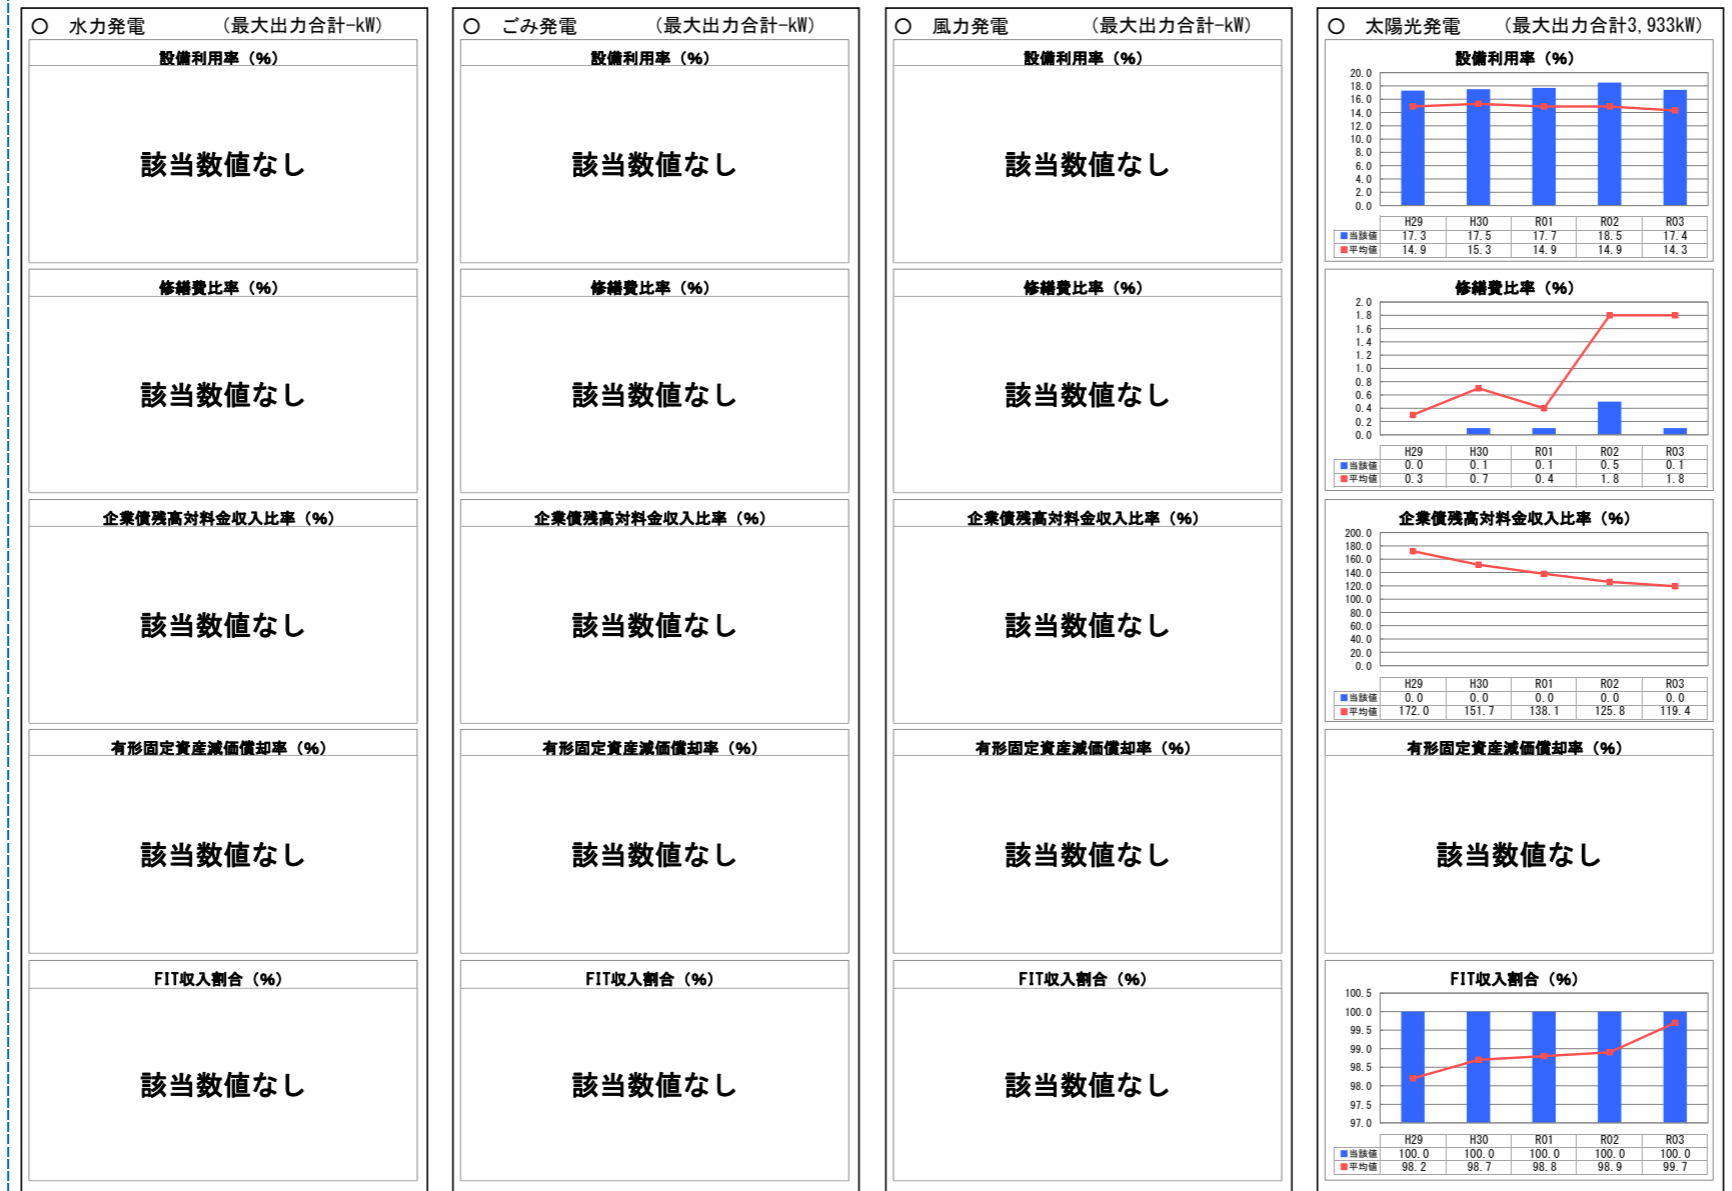 ○ 水力発電 （最大出力合計-kW）
設備利用率（%）
該当数値なし
修繕費比率（%）
該当数値なし
企業債残高対料金収入比率（%）
該当数値なし
有形固定資産減価償却率（%）
該当数値なし
FIT収入割合（%）
該当数値なし
○ ごみ発電 （最大出力合計-kW）
設備利用率（%）
該当数値なし
修繕費比率（%）
該当数値なし
企業債残高対料金収入比率（%）
該当数値なし
有形固定資産減価償却率（%）
該当数値なし
FIT収入割合（%）
該当数値なし
○ 風力発電 （最大出力合計-kW）
設備利用率（%）
該当数値なし
修繕費比率（%）
該当数値なし
企業債残高対料金収入比率（%）
該当数値なし
有形固定資産減価償却率（%）
該当数値なし
FIT収入割合（%）
該当数値なし
○ 太陽光発電 （最大出力合計3,933kW）
設備利用率（%）
20.0
18.0
16.0
14.0
12.0
10.0
8.0
6.0
4.0
2.0
0.0
H29 H30 R01 R02 R03
■当該値 17.3 17.5 17.7 18.5 17.4
■平均値 14.9 15.3 14.9 14.9 14.3
修繕費比率（%）
2.0
1.8
1.6
1.4
1.2
1.0
0.8
0.6
0.4
0.2
0.0
H29 H30 R01 R02 R03
■当該値 0.0 0.1 0.1 0.5 0.1
■平均値 0.3 0.7 0.4 1.8 1.8
企業債残高対料金収入比率（%）
200.0
180.0
160.0
140.0
120.0
100.0
80.0
60.0
40.0
20.0
0.0
H29 H30 R01 R02 R03
■当該値 0.0 0.0 0.0 0.0 0.0
■平均値 172.0 151.7 138.1 125.8 119.4
有形固定資産減価償却率（%）
該当数値なし
FIT収入割合（%）
100.5
100.0
99.5
99.0
98.5
98.0
97.5
97.0
H29 H30 R01 R02 R03
■当該値 100.0 100.0 100.0 100.0 100.0
■平均値 98.2 98.7 98.8 98.9 99.7